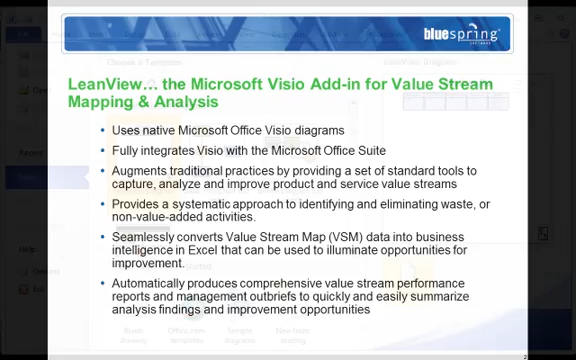 bluespring
SOFTWARE
LeanView… the Microsoft Visio Add-in for Value Stream
Mapping & Analysis
• Uses native Microsoft Office Visio diagrams
• Fully integrates Visio with the Microsoft Office Suite
• Augments traditional practices by providing a set of standard tools to
capture, analyze and improve product and service value streams
• Provides a systematic approach to identifying and eliminating waste, or
non-value-added activities.
• Seamlessly converts Value Stream Map (VSM) data into business
intelligence in Excel that can be used to illuminate opportunities for
improvement.
• Automatically produces comprehensive value stream performance
reports and management outbriefs to quickly and easily summarize
analysis findings and improvement opportunities
Choose a Template
Help
2